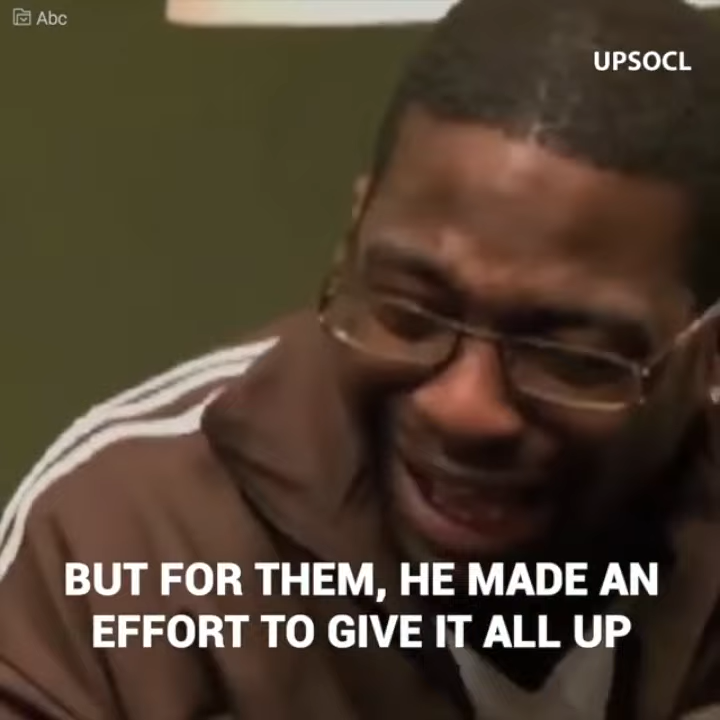 Abc
UPSOCL
BUT FOR THEM, HE MADE AN
EFFORT TO GIVE IT ALL UP